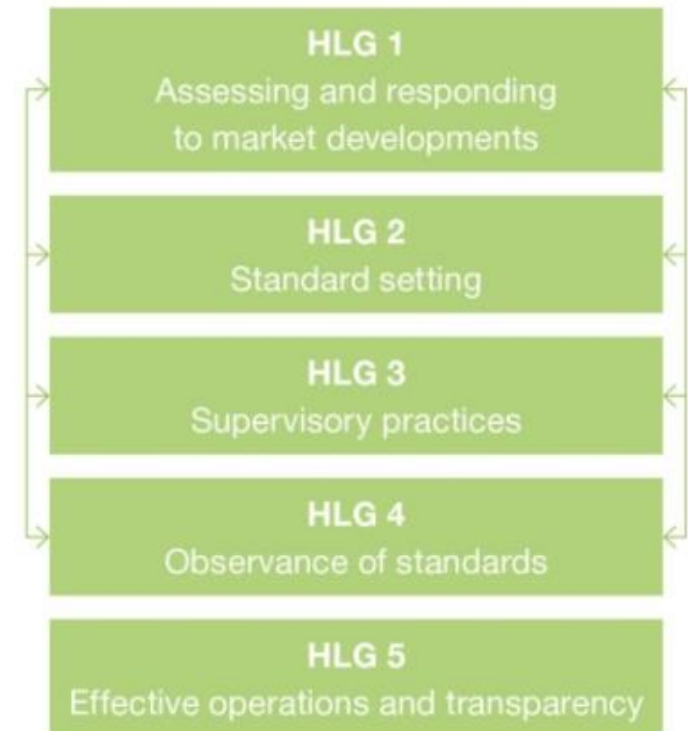 HLG 1
Assessing and responding
to market developments
HLG 2
Standard setting
HLG 3
Supervisory practices
HLG 4
Observance of standards
HLG 5
Effective operations and transparency